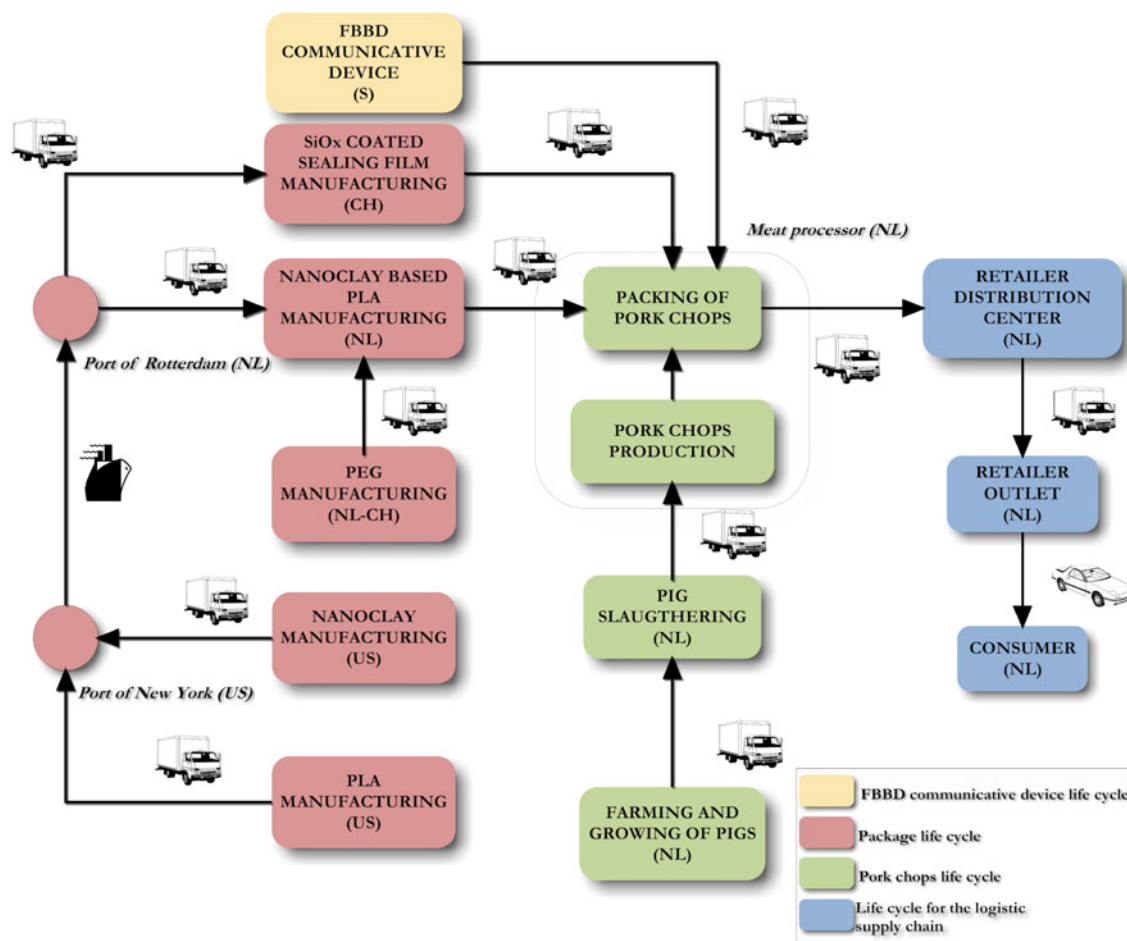 FBBD
COMMUNICATIVE
DEVICE
(S)
SiOx COATED
SEALING FILM
MANUFACTURING
(CH)
Meat processor (NL)
NANOCLAY BASED
PLA
MANUFACTURING
(NL)
PACKING OF
PORK CHOPS
RETAILER
DISTRIBUTION
CENTER
(NL)
Port of Rotterdam (NL)
PORK CHOPS
PRODUCTION
PEG
MANUFACTURING
(NL-CH)
RETAILER
OUTLET
(NL)
NANOCLAY
MANUFACTURING
(US)
PIG
SLAUGTHERING
(NL)
CONSUMER
(NL)
Port of New York (US)
PLA
MANUFACTURING
(US)
FARMING AND
GROWING OF PIGS
(NL)
FBBD communicative device life cycle
Package life cycle
Pork chops life cycle
Life cycle for the logistic
supply chain